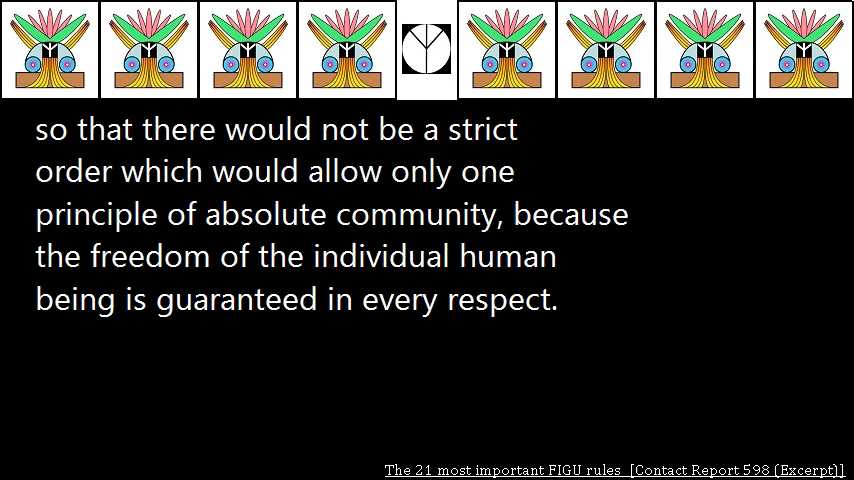 so that there would not be a strict
order which would allow only one
principle of absolute community, because
the freedom of the individual human
being is guaranteed in every respect.
The 21 most important FIGU rules  [Contact Report 598 (Excerpt)]